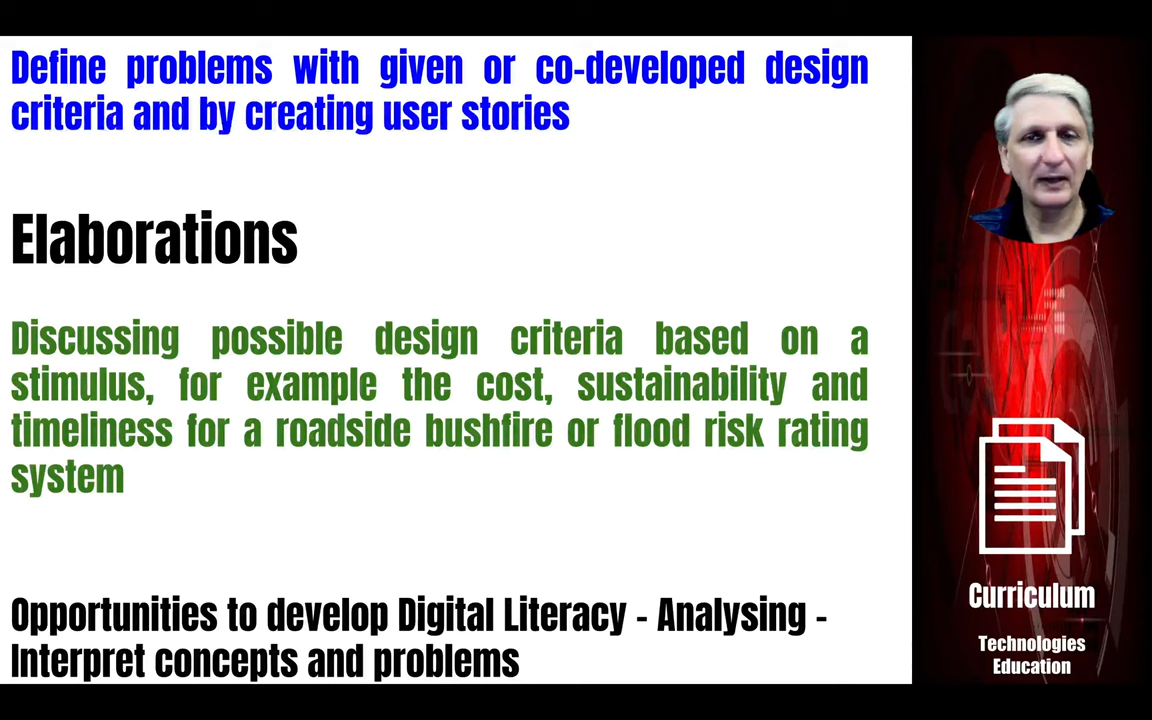 Define problems with given or co-developed design
criteria and by creating user stories
Elaborations
Discussing possible design criteria based on a
stimulus, for example the cost, sustainability and
timeliness for a roadside bushfire or flood risk rating
system
Opportunities to develop Digital Literacy - Analysing -
Interpret concepts and problems
Curriculum
Technologies
Education